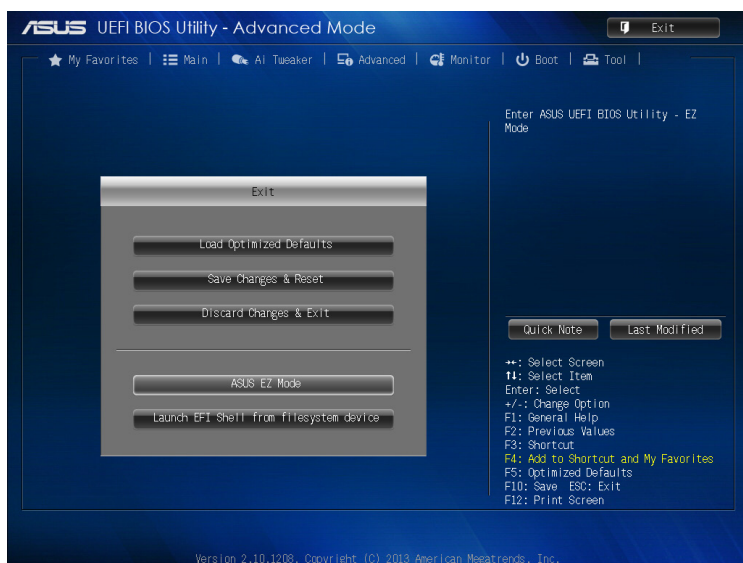 ASUS UEFI BIOS Utility - Advanced Mode
Exit
My Favorites | Main | Ai Tweaker | Advanced | Monitor | Boot | Tool |
Enter ASUS UEFI BIOS Utility - EZ
Mode
Exit
Load Optimized Defaults
Save Changes & Reset
Discard Changes & Exit
ASUS EZ Mode
Launch EFI Shell from filesystem device
Quick Note
Last Modified
→←: Select Screen
↑↓: Select Item
Enter: Select
+/-: Change Option
F1: General Help
F2: Previous Values
F3: Shortcut
F4: Add to Shortcut and My Favorites
F5: Optimized Defaults
F10: Save ESC: Exit
F12: Print Screen
Version 2.10.1208. Copyright (C) 2013 American Megatrends, Inc.